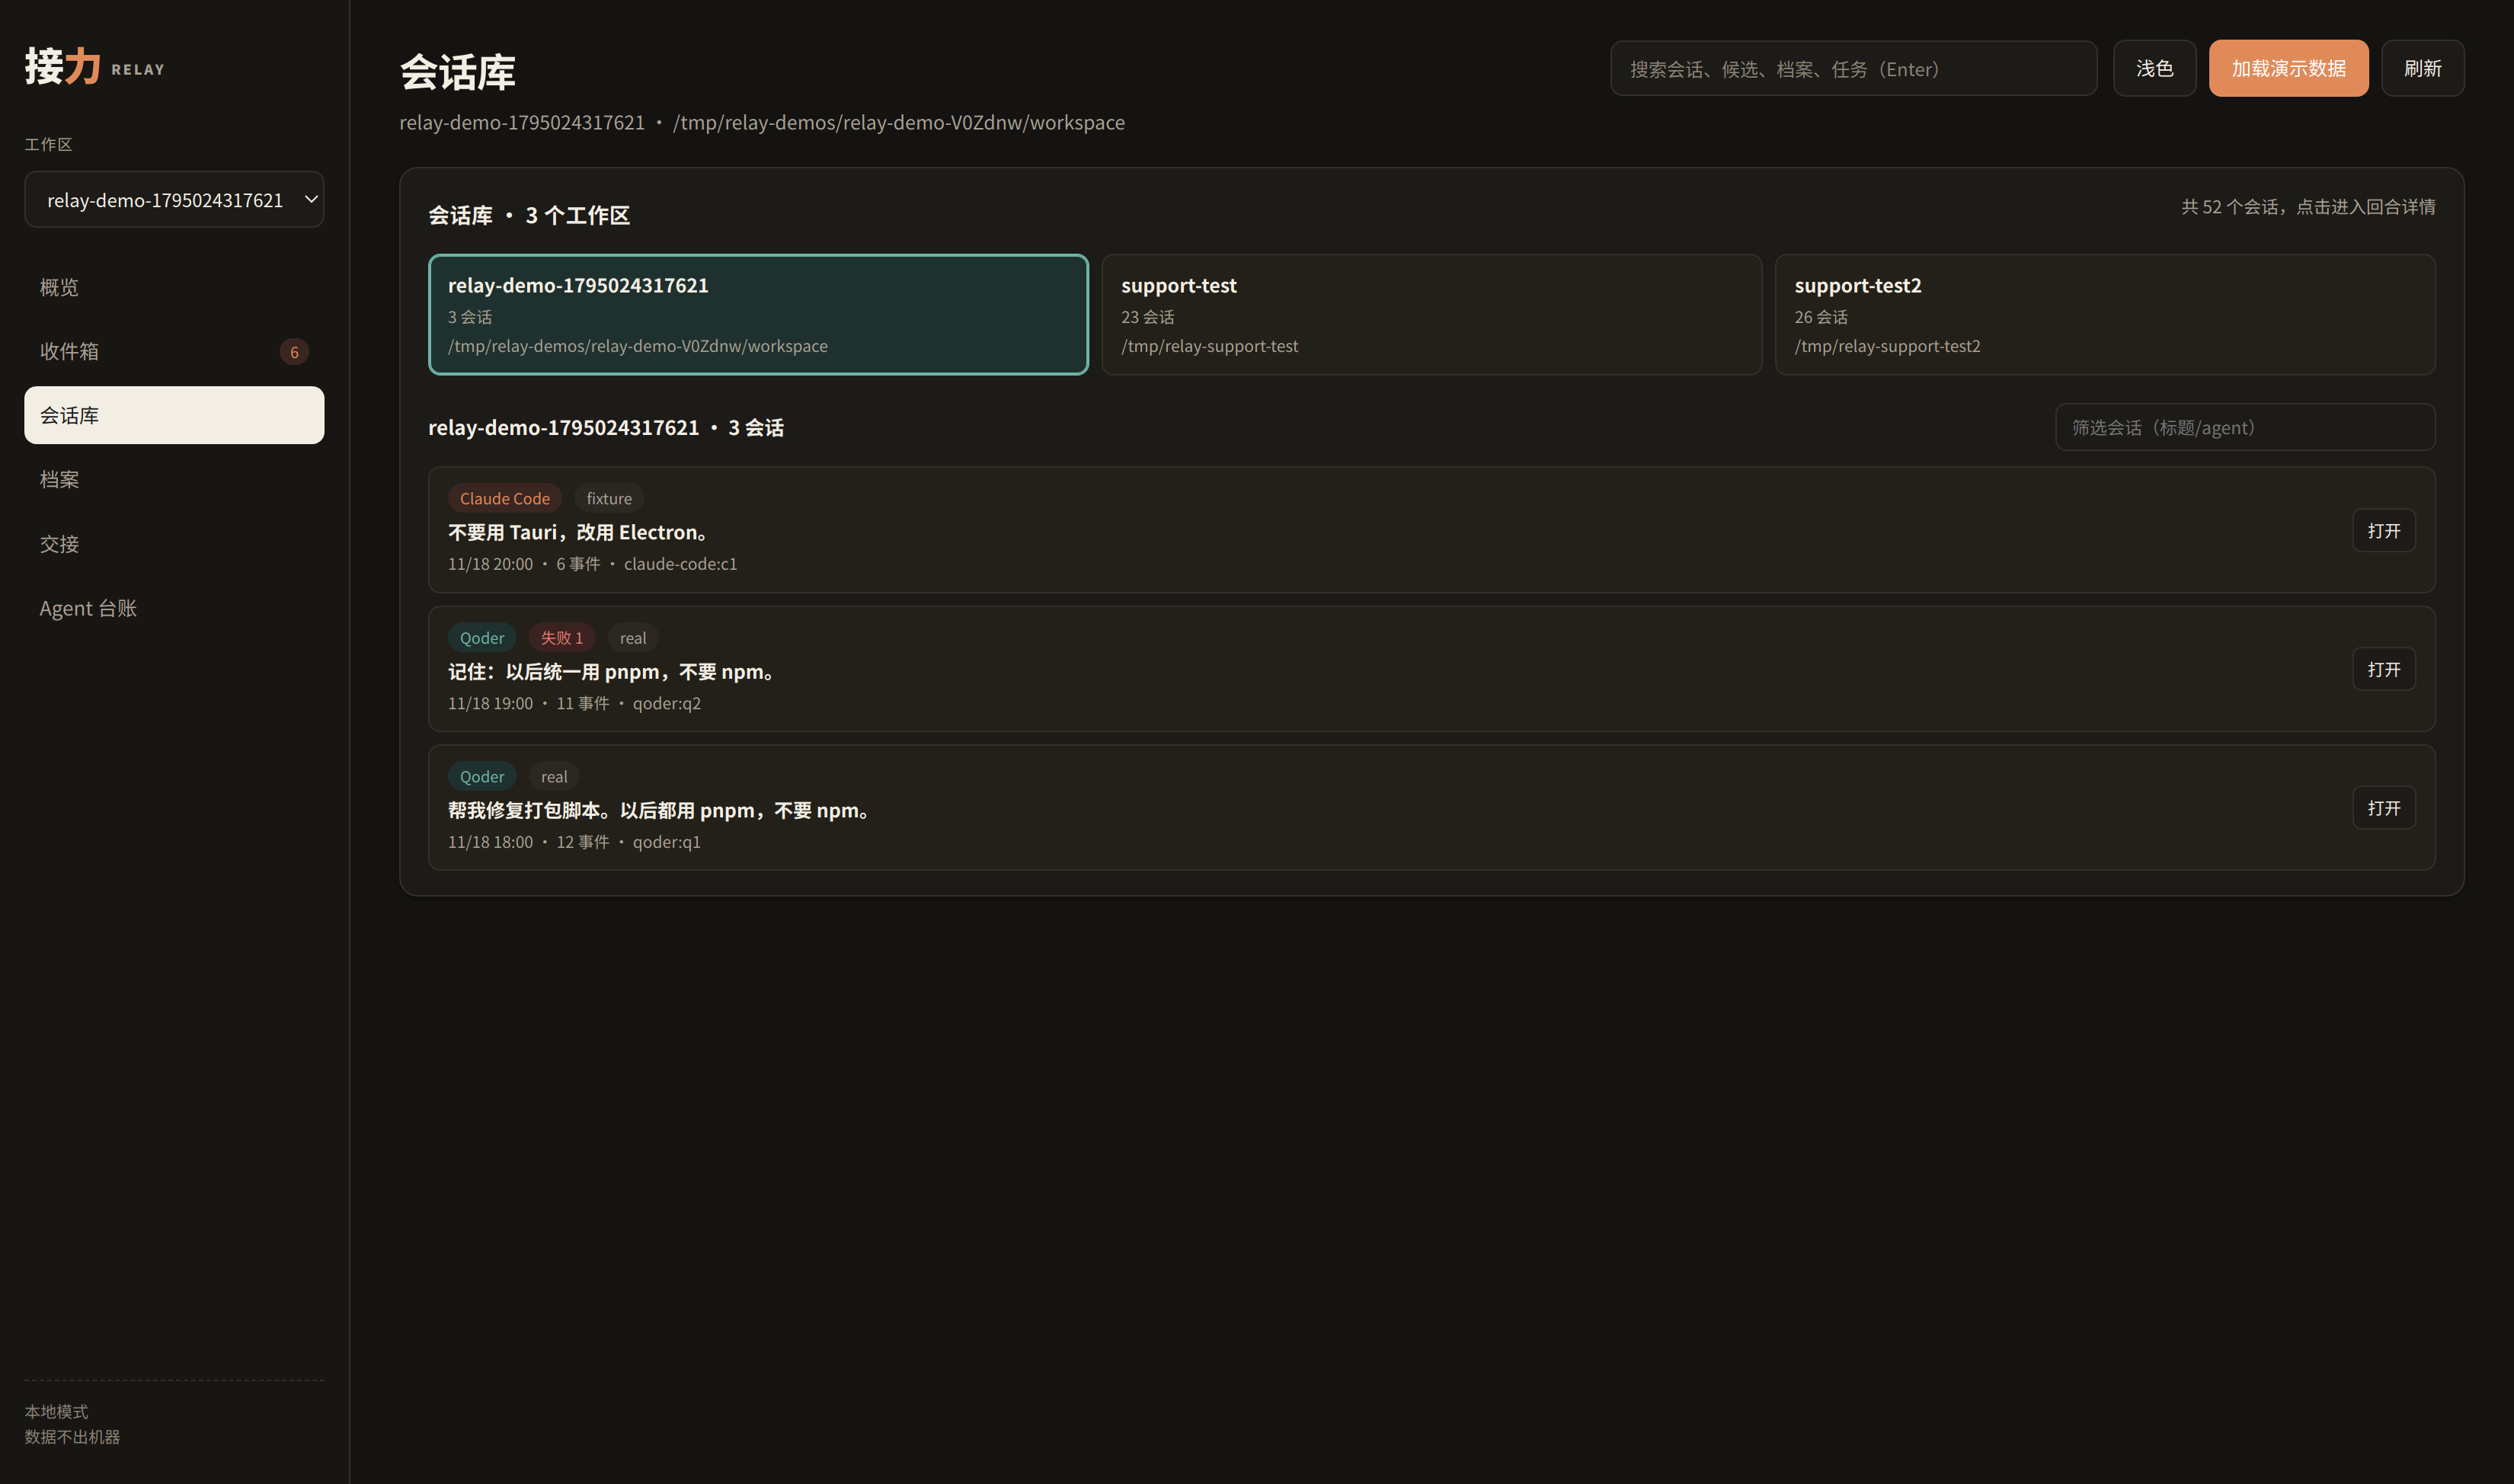 接力 RELAY
工作区
relay-demo-1795024317621
概览
收件箱 6
会话库
档案
交接
Agent 台账
本地模式
数据不出机器
会话库
relay-demo-1795024317621 · /tmp/relay-demos/relay-demo-V0Zdnw/workspace
搜索会话、候选、档案、任务（Enter）
浅色
加载演示数据
刷新
会话库 · 3 个工作区
共 52 个会话，点击进入回合详情
relay-demo-1795024317621
3 会话
/tmp/relay-demos/relay-demo-V0Zdnw/workspace
support-test
23 会话
/tmp/relay-support-test
support-test2
26 会话
/tmp/relay-support-test2
relay-demo-1795024317621 · 3 会话
筛选会话（标题/agent）
Claude Code fixture
不要用 Tauri，改用 Electron。
11/18 20:00 · 6 事件 · claude-code:c1
打开
Qoder 失败 1 real
记住：以后统一用 pnpm，不要 npm。
11/18 19:00 · 11 事件 · qoder:q2
打开
Qoder real
帮我修复打包脚本。以后都用 pnpm，不要 npm。
11/18 18:00 · 12 事件 · qoder:q1
打开